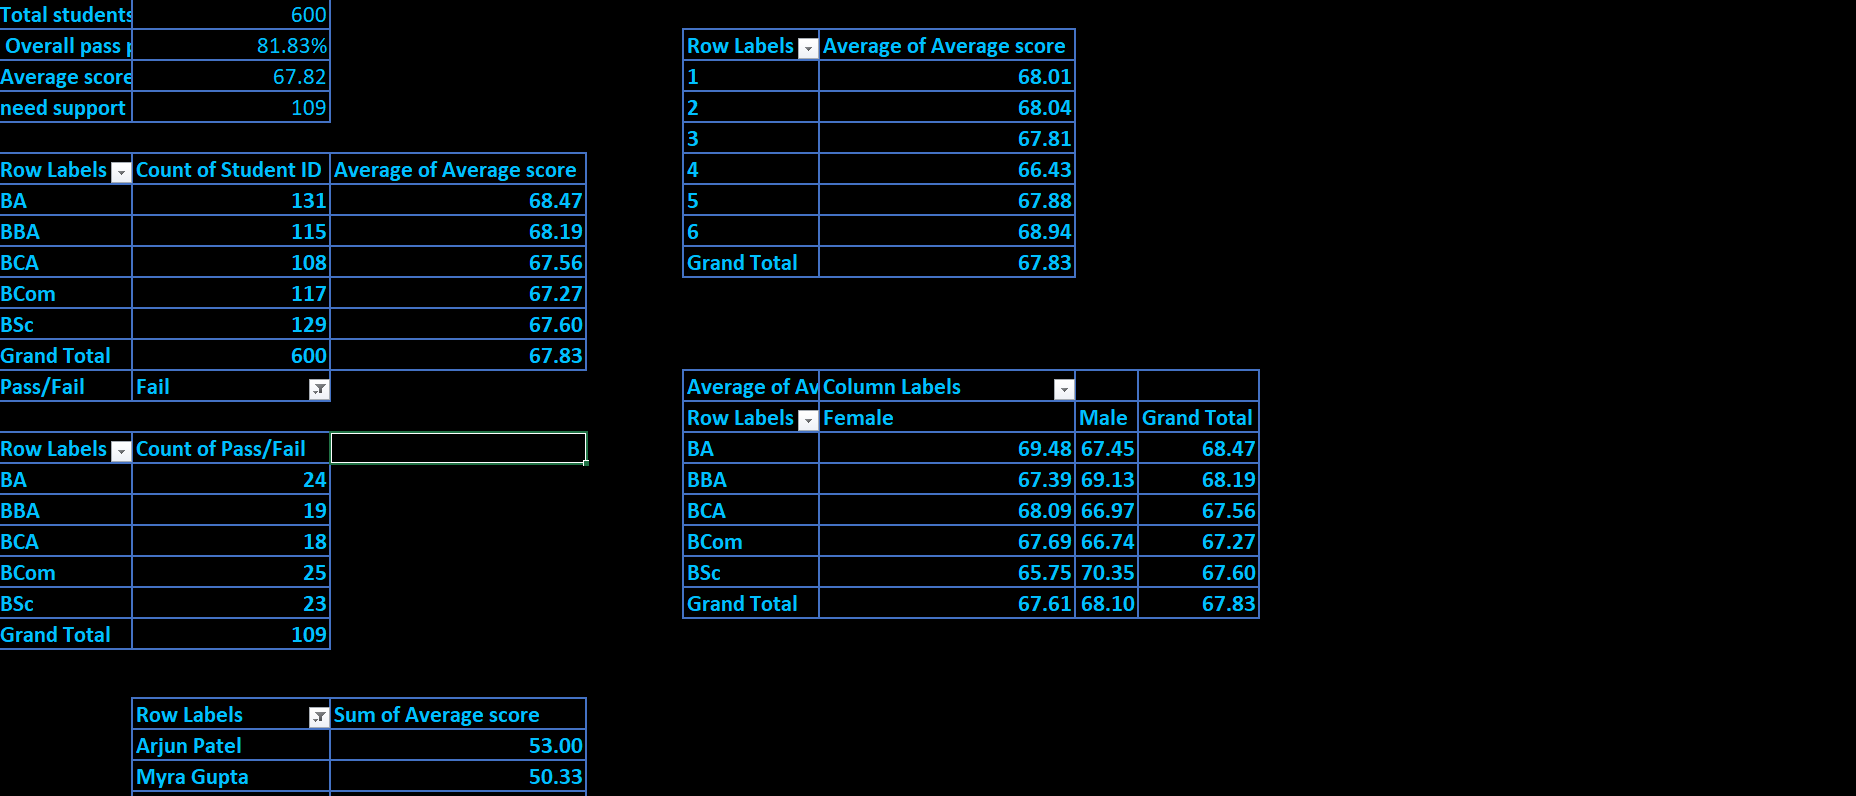 Total students 600
Overall pass p 81.83%
Average score 67.82
need support 109
Row Labels Count of Student ID Average of Average score
BA 131 68.47
BBA 115 68.19
BCA 108 67.56
BCom 117 67.27
BSc 129 67.60
Grand Total 600 67.83
Pass/Fail Fail
Row Labels Count of Pass/Fail
BA 24
BBA 19
BCA 18
BCom 25
BSc 23
Grand Total 109
Row Labels Sum of Average score
Arjun Patel 53.00
Myra Gupta 50.33
Row Labels Average of Average score
1 68.01
2 68.04
3 67.81
4 66.43
5 67.88
6 68.94
Grand Total 67.83
Average of Av Column Labels
Row Labels Female Male Grand Total
BA 69.48 67.45 68.47
BBA 67.39 69.13 68.19
BCA 68.09 66.97 67.56
BCom 67.69 66.74 67.27
BSc 65.75 70.35 67.60
Grand Total 67.61 68.10 67.83